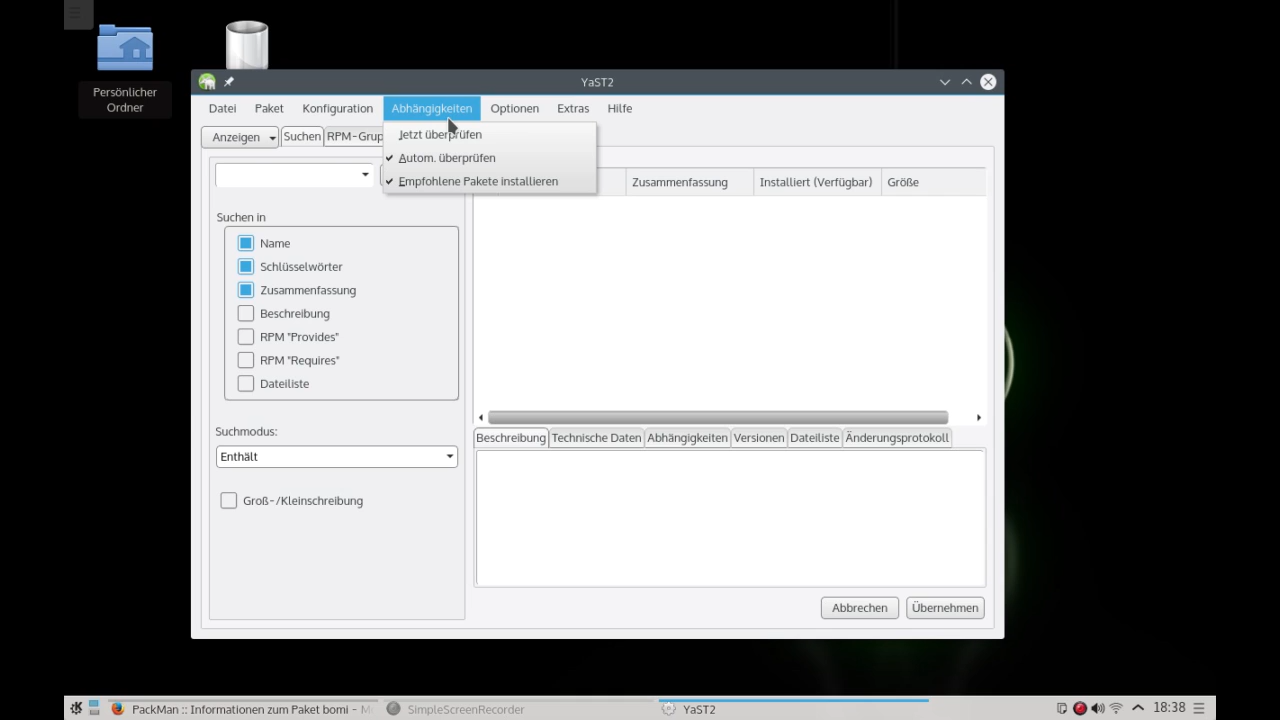 Persönlicher
Ordner
YaST2
Datei Paket Konfiguration Abhängigkeiten Optionen Extras Hilfe
Anzeigen Suchen RPM-Grup
Jetzt überprüfen
Autom. überprüfen
Empfohlene Pakete installieren
Zusammenfassung Installiert (Verfügbar) Größe
Suchen in
Name
Schlüsselwörter
Zusammenfassung
Beschreibung
RPM "Provides"
RPM "Requires"
Dateiliste
Suchmodus:
Enthält
Groß-/Kleinschreibung
Beschreibung Technische Daten Abhängigkeiten Versionen Dateiliste Änderungsprotokoll
Abbrechen Übernehmen
PackMan :: Informationen zum Paket bomi - M SimpleScreenRecorder YaST2 18:38